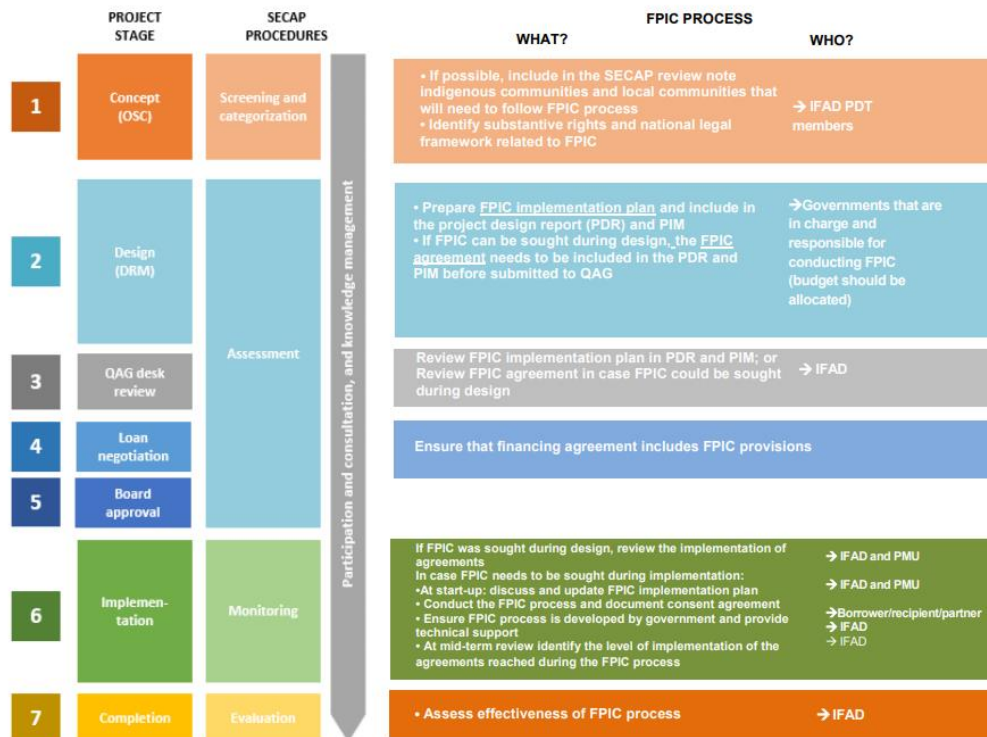 PROJECT
STAGE
SECAP
PROCEDURES
FPIC PROCESS
WHAT?
WHO?
1
Concept
(OSC)
Screening and
categorization
• If possible, include in the SECAP review note
indigenous communities and local communities that
will need to follow FPIC process
• Identify substantive rights and national legal
framework related to FPIC
→ IFAD PDT
members
Participation and consultation, and knowledge management
2
Design
(DRM)
Assessment
• Prepare FPIC implementation plan and include in
the project design report (PDR) and PIM
• If FPIC can be sought during design, the FPIC
agreement needs to be included in the PDR and
PIM before submitted to QAG
→Governments that are
in charge and
responsible for
conducting FPIC
(budget should be
allocated)
3
QAG desk
review
Review FPIC implementation plan in PDR and PIM; or
Review FPIC agreement in case FPIC could be sought
during design
→ IFAD
4
Loan
negotiation
Ensure that financing agreement includes FPIC provisions
5
Board
approval
6
Implemen-
tation
Monitoring
If FPIC was sought during design, review the implementation of
agreements
In case FPIC needs to be sought during implementation:
•At start-up: discuss and update FPIC implementation plan
• Conduct the FPIC process and document consent agreement
• Ensure FPIC process is developed by government and provide
technical support
• At mid-term review identify the level of implementation of the
agreements reached during the FPIC process
→ IFAD and PMU
→ IFAD and PMU
→Borrower/recipient/partner
→ IFAD
→ IFAD
7
Completion
Evaluation
• Assess effectiveness of FPIC process
→ IFAD